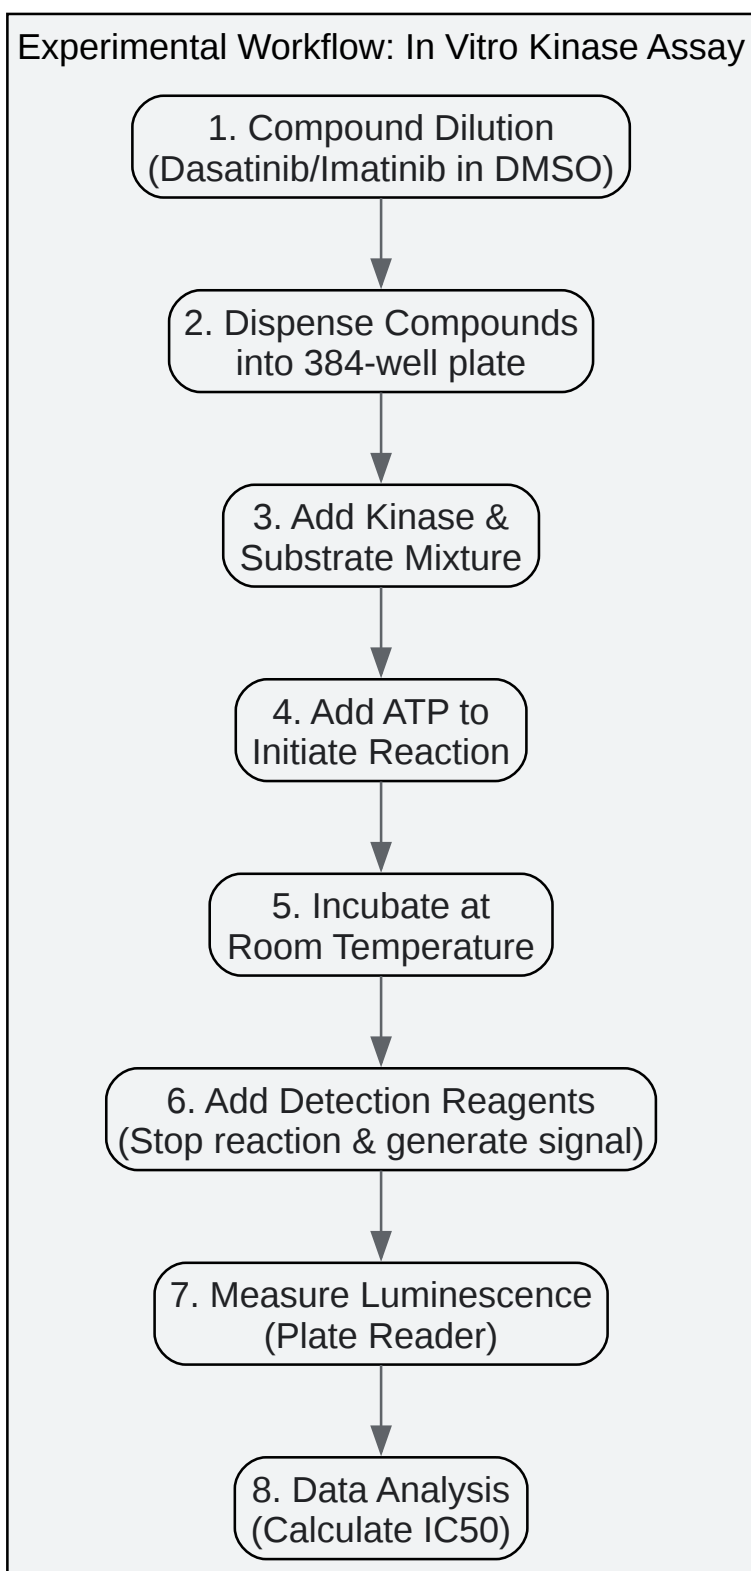 Experimental Workflow: In Vitro Kinase Assay
1. Compound Dilution
(Dasatinib/Imatinib in DMSO)
2. Dispense Compounds
into 384-well plate
3. Add Kinase &
Substrate Mixture
4. Add ATP to
Initiate Reaction
5. Incubate at
Room Temperature
6. Add Detection Reagents
(Stop reaction & generate signal)
7. Measure Luminescence
(Plate Reader)
8. Data Analysis
(Calculate IC50)